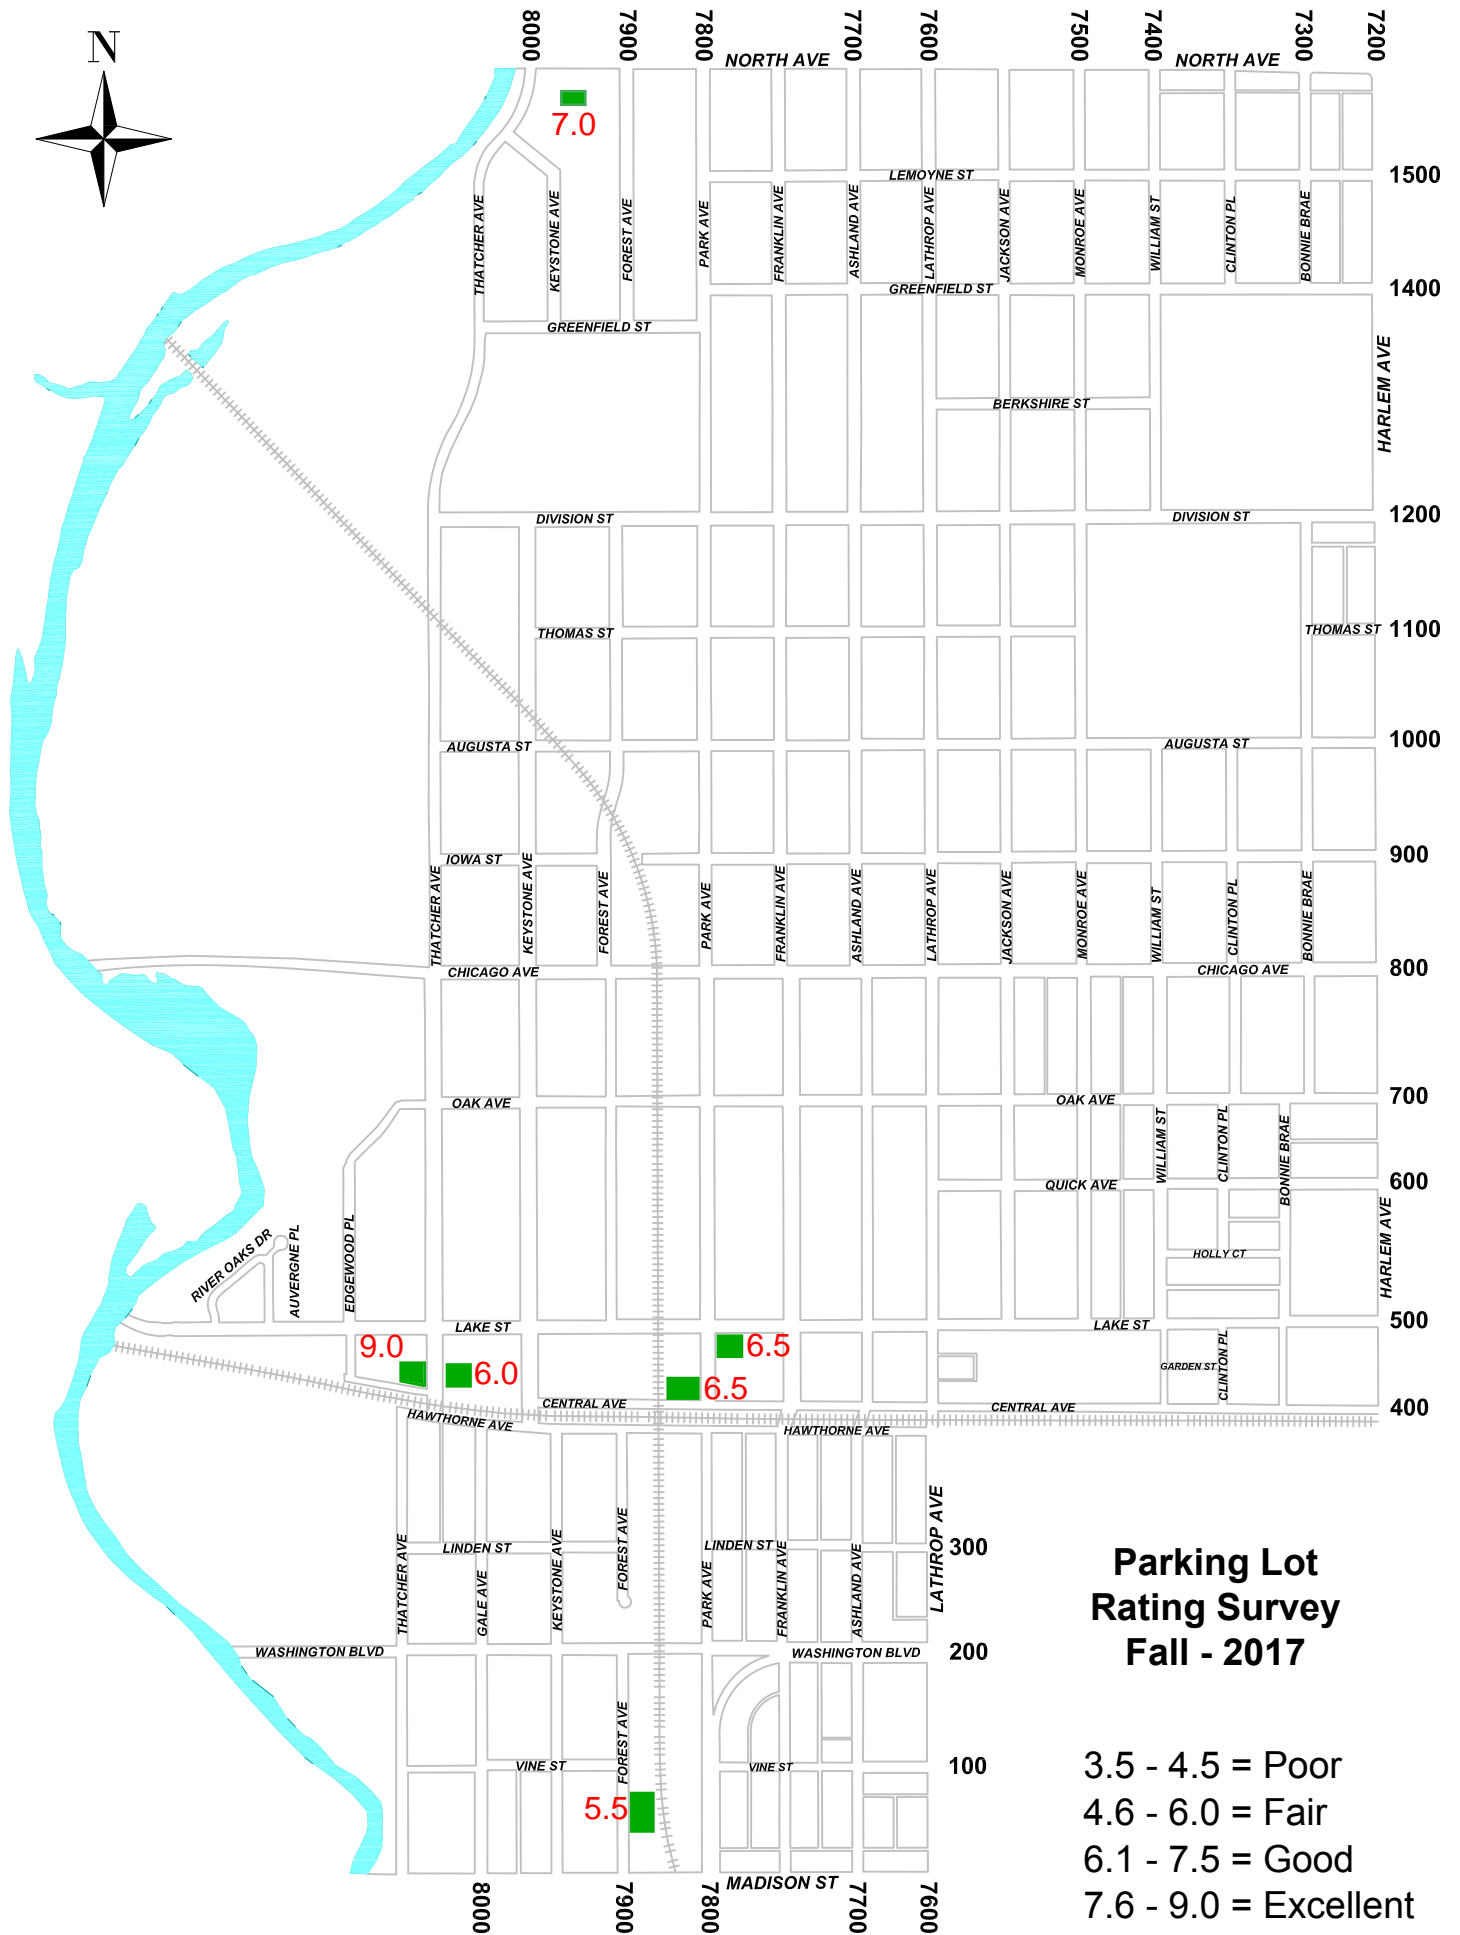 N
8000
7900
7800
7700
7600
7500
7400
7300
7200
NORTH AVE
NORTH AVE
7.0
LEMOYNE ST
1500
THATCHER AVE
KEYSTONE AVE
FOREST AVE
PARK AVE
FRANKLIN AVE
ASHLAND AVE
LATHROP AVE
JACKSON AVE
MONROE AVE
WILLIAM ST
CLINTON PL
BONNIE BRAE
GREENFIELD ST
1400
GREENFIELD ST
HARLEM AVE
BERKSHIRE ST
DIVISION ST
DIVISION ST
1200
THOMAS ST
THOMAS ST
1100
AUGUSTA ST
AUGUSTA ST
1000
IOWA ST
900
THATCHER AVE
KEYSTONE AVE
FOREST AVE
PARK AVE
FRANKLIN AVE
ASHLAND AVE
LATHROP AVE
JACKSON AVE
MONROE AVE
WILLIAM ST
CLINTON PL
BONNIE BRAE
CHICAGO AVE
CHICAGO AVE
800
OAK AVE
OAK AVE
700
WILLIAM ST
CLINTON PL
BONNIE BRAE
QUICK AVE
600
RIVER OAKS DR
AUVERGNE PL
EDGEWOOD PL
HOLLY CT
HARLEM AVE
LAKE ST
LAKE ST
500
9.0
6.0
6.5
6.5
GARDEN ST
CLINTON PL
CENTRAL AVE
CENTRAL AVE
400
HAWTHORNE AVE
HAWTHORNE AVE
LINDEN ST
LINDEN ST
300
THATCHER AVE
GALE AVE
KEYSTONE AVE
FOREST AVE
PARK AVE
FRANKLIN AVE
ASHLAND AVE
LATHROP AVE
WASHINGTON BLVD
WASHINGTON BLVD
200
FOREST AVE
VINE ST
VINE ST
100
5.5
MADISON ST
8000
7900
7800
7700
7600
Parking Lot
Rating Survey
Fall - 2017
3.5 - 4.5 = Poor
4.6 - 6.0 = Fair
6.1 - 7.5 = Good
7.6 - 9.0 = Excellent